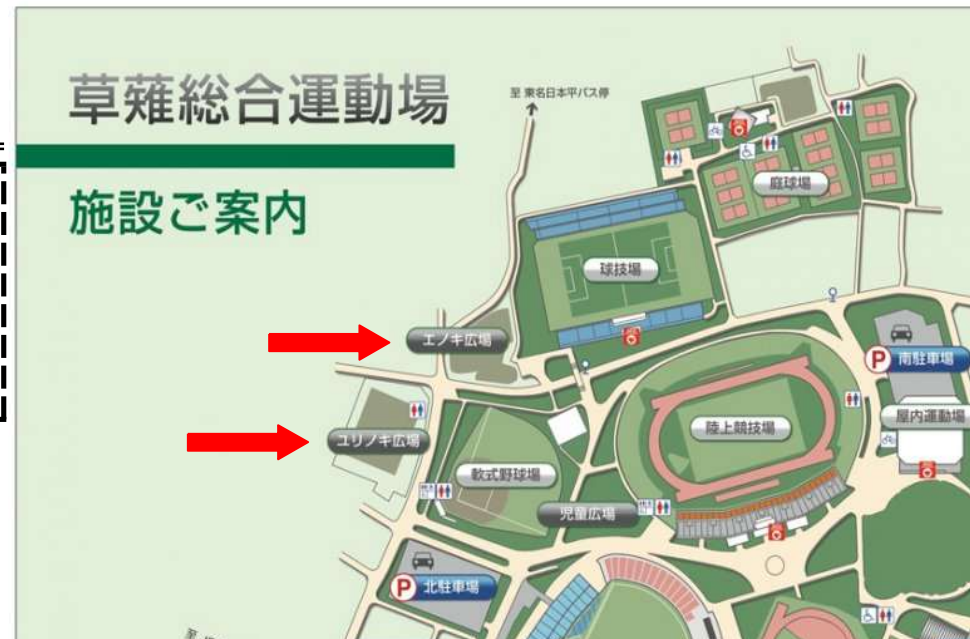 草薙総合運動場
施設ご案内
至 東名日本平バス停
庭球場
球技場
エノキ広場
P 南駐車場
屋内運動場
陸上競技場
ユリノキ広場
軟式野球場
児童広場
P 北駐車場